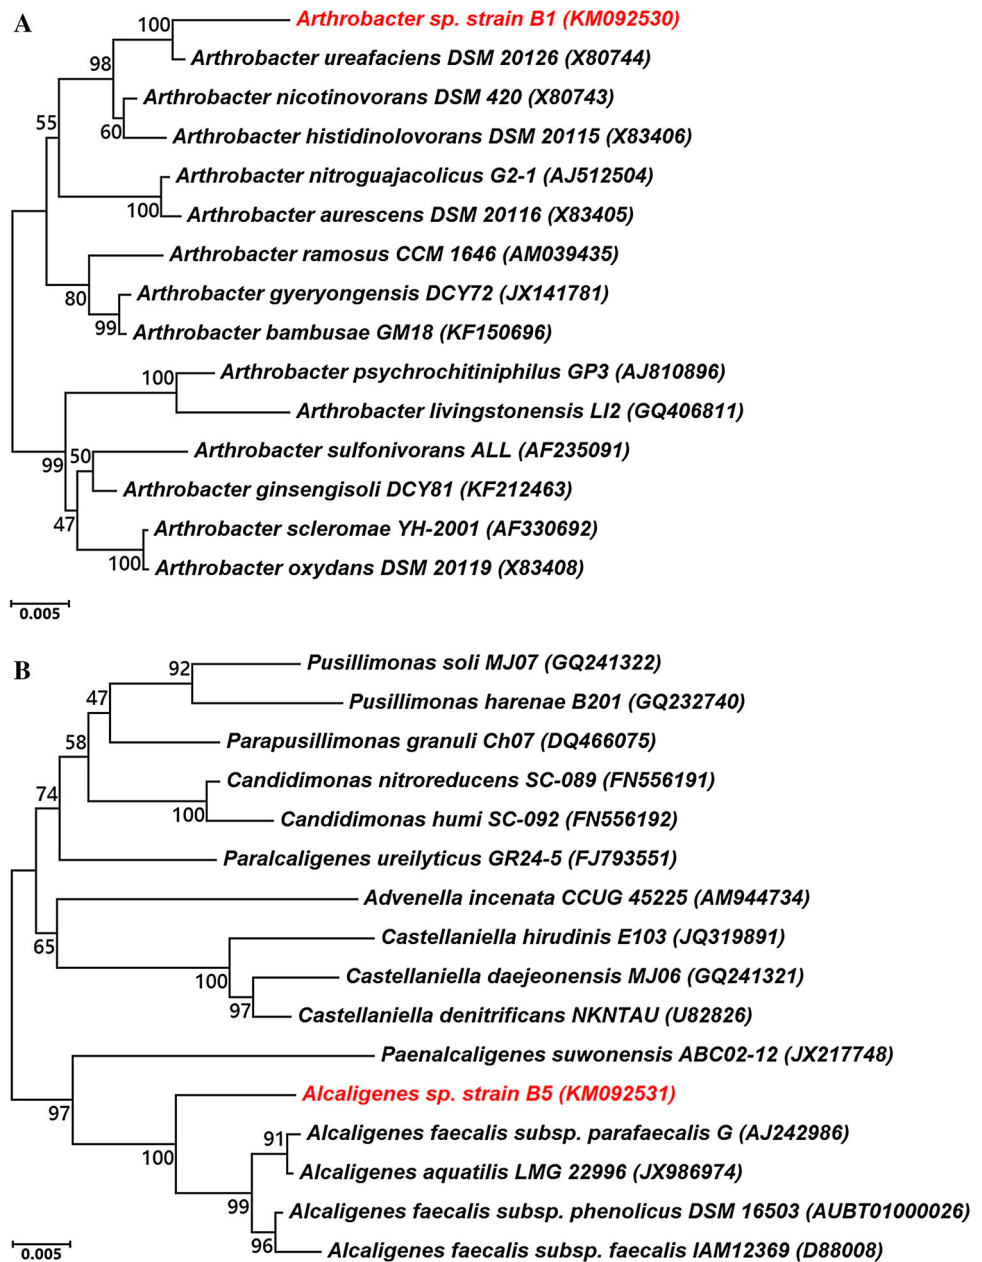 A
100
Arthrobacter sp. strain B1 (KM092530)
98
Arthrobacter ureafaciens DSM 20126 (X80744)
Arthrobacter nicotinovorans DSM 420 (X80743)
55
60
Arthrobacter histidinolovorans DSM 20115 (X83406)
Arthrobacter nitroguajacolicus G2-1 (AJ512504)
100
Arthrobacter aurescens DSM 20116 (X83405)
Arthrobacter ramosus CCM 1646 (AM039435)
80
Arthrobacter gyeryongensis DCY72 (JX141781)
99
Arthrobacter bambusae GM18 (KF150696)
100
Arthrobacter psychrochitiniphilus GP3 (AJ810896)
Arthrobacter livingstonensis LI2 (GQ406811)
99
50
Arthrobacter sulfonivorans ALL (AF235091)
Arthrobacter ginsengisoli DCY81 (KF212463)
47
Arthrobacter scleromae YH-2001 (AF330692)
100
Arthrobacter oxydans DSM 20119 (X83408)
0.005
B
92
Pusillimonas soli MJ07 (GQ241322)
47
Pusillimonas harenae B201 (GQ232740)
58
Parapusillimonas granuli Ch07 (DQ466075)
74
Candidimonas nitroreducens SC-089 (FN556191)
100
Candidimonas humi SC-092 (FN556192)
Paralcaligenes ureilyticus GR24-5 (FJ793551)
Advenella incenata CCUG 45225 (AM944734)
65
Castellaniella hirudinis E103 (JQ319891)
100
Castellaniella daejeonensis MJ06 (GQ241321)
97
Castellaniella denitrificans NKNTAU (U82826)
Paenalcaligenes suwonensis ABC02-12 (JX217748)
97
Alcaligenes sp. strain B5 (KM092531)
100
91
Alcaligenes faecalis subsp. parafaecalis G (AJ242986)
Alcaligenes aquatilis LMG 22996 (JX986974)
99
Alcaligenes faecalis subsp. phenolicus DSM 16503 (AUBT01000026)
96
Alcaligenes faecalis subsp. faecalis IAM12369 (D88008)
0.005